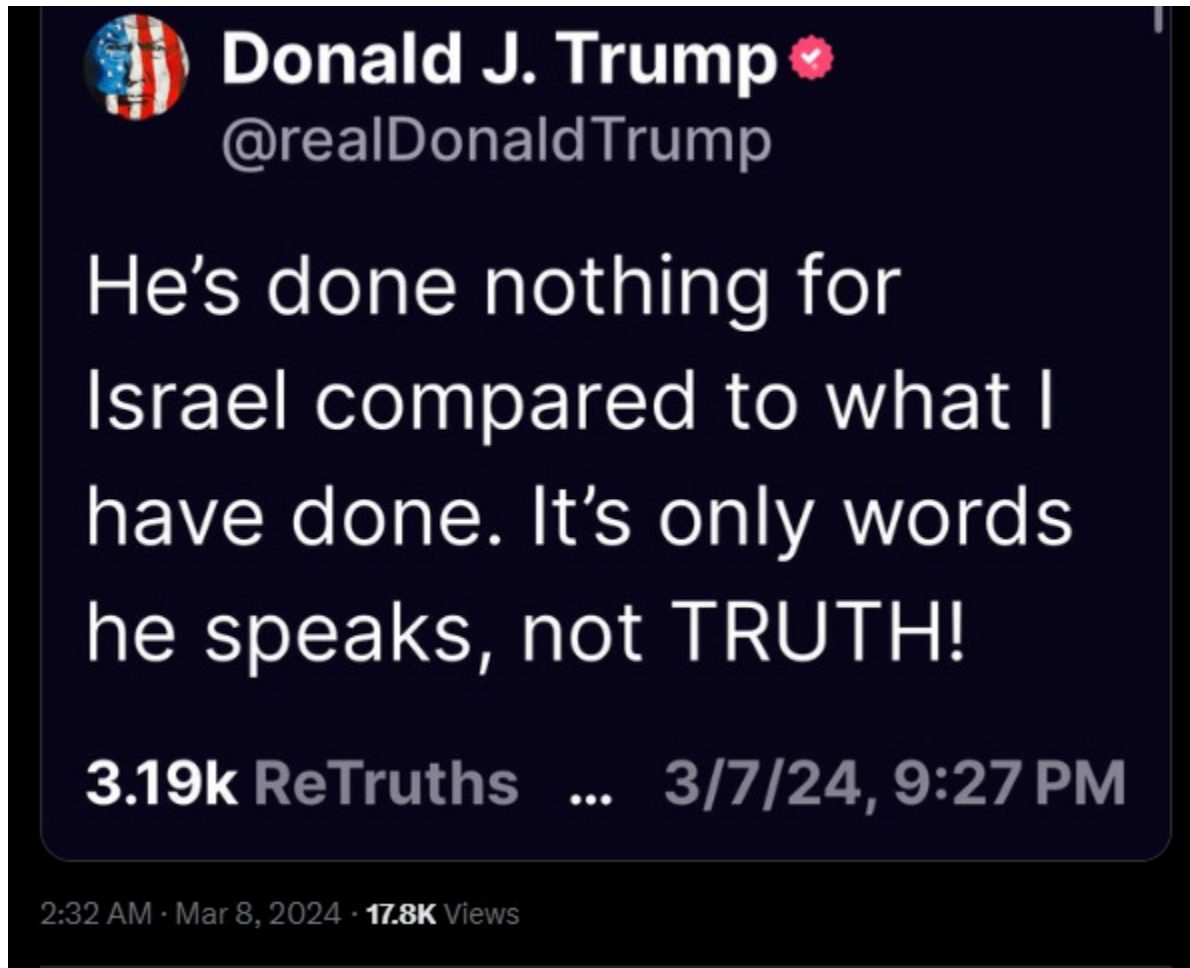 Donald J. Trump
@realDonaldTrump
He’s done nothing for
Israel compared to what I
have done. It’s only words
he speaks, not TRUTH!
3.19k ReTruths ... 3/7/24, 9:27 PM
2:32 AM · Mar 8, 2024 · 17.8K Views